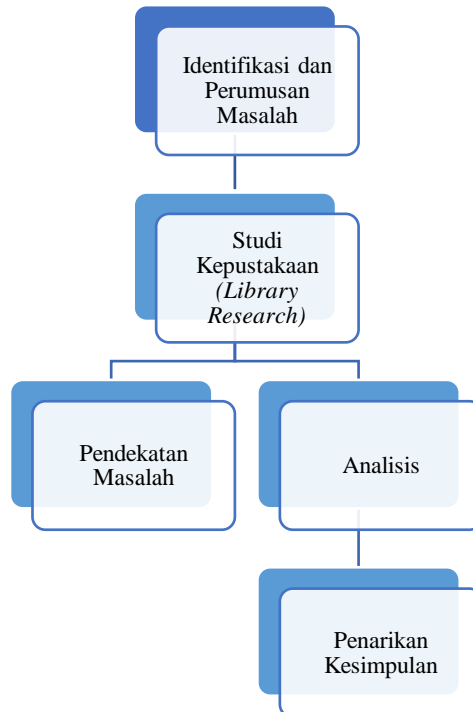 Identifikasi dan
Perumusan
Masalah
Studi
Kepustakaan
(Library
Research)
Pendekatan
Masalah
Analisis
Penarikan
Kesimpulan